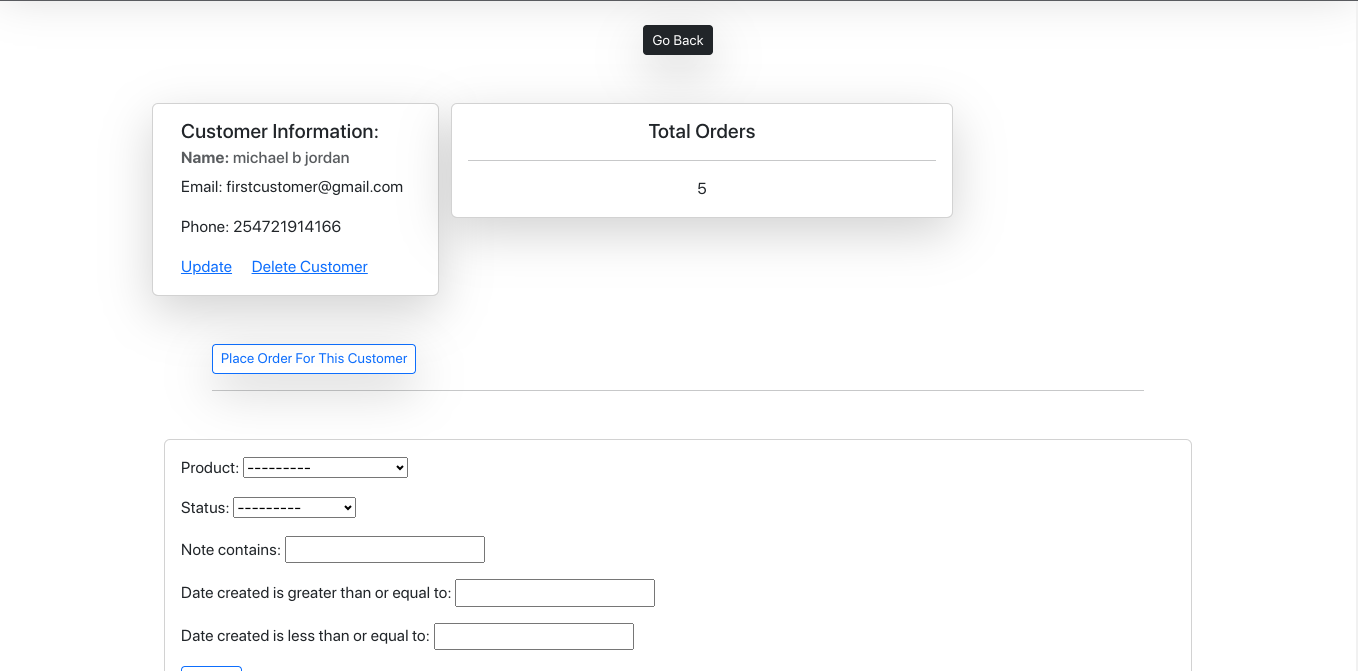 Go Back
Customer Information:
Name: michael b jordan
Email: firstcustomer@gmail.com
Phone: 254721914166
Update Delete Customer
Total Orders
5
Place Order For This Customer
Product: ---------
Status: ---------
Note contains:
Date created is greater than or equal to:
Date created is less than or equal to: